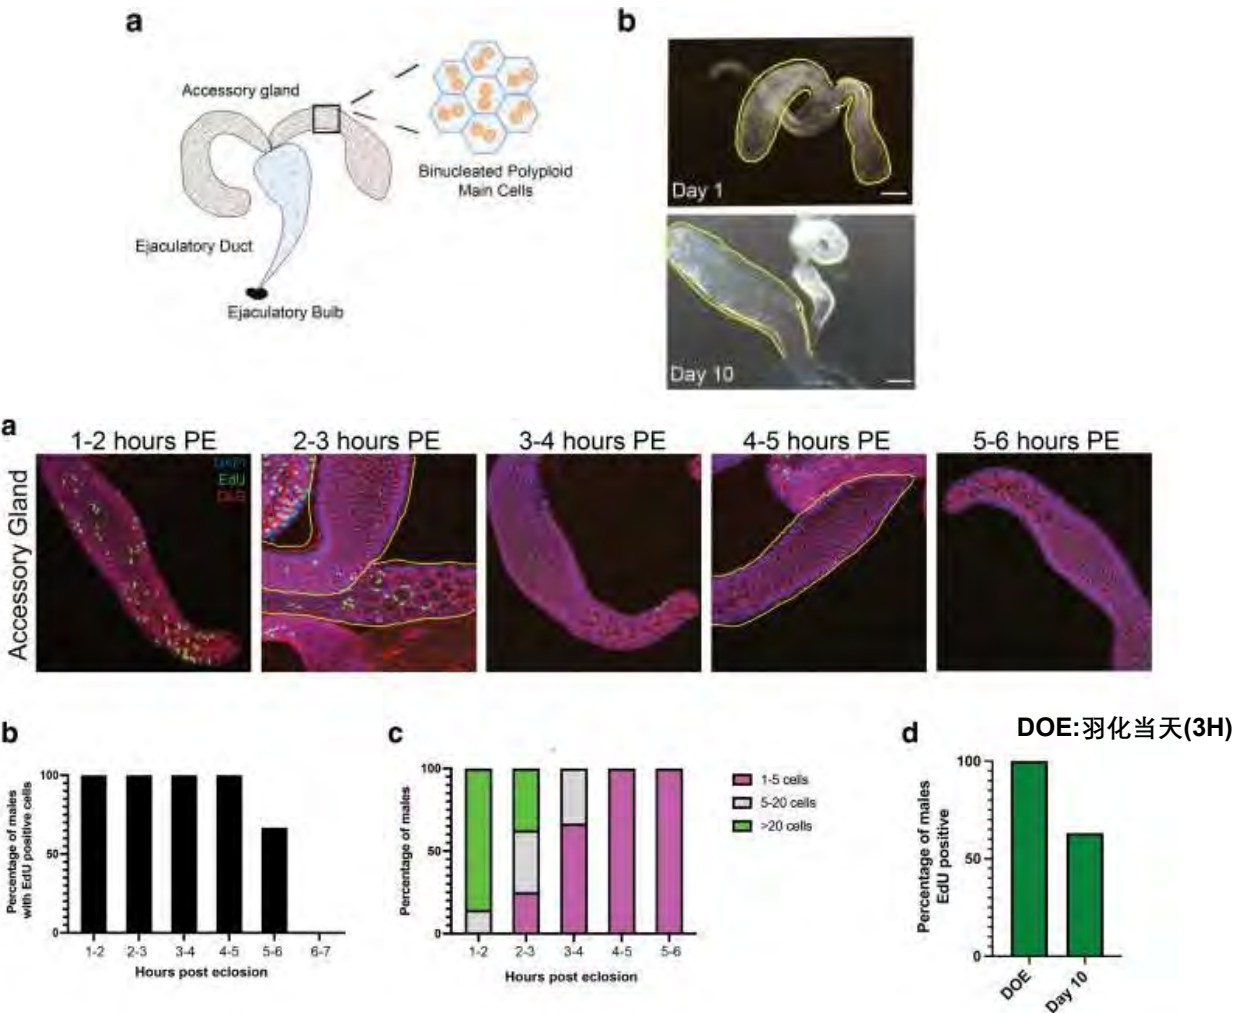 a
Accessory gland
Binucleated Polyploid
Main Cells
Ejaculatory Duct
Ejaculatory Bulb
b
Day 1
Day 10
a
1-2 hours PE
2-3 hours PE
3-4 hours PE
4-5 hours PE
5-6 hours PE
Accessory Gland
DAPI
EdU
DLG
b
Percentage of males
with EdU positive cells
100
50
0
1-2
2-3
3-4
4-5
5-6
6-7
Hours post eclosion
c
Percentage of males
100
50
0
1-2
2-3
3-4
4-5
5-6
Hours post eclosion
1-5 cells
5-20 cells
>20 cells
d
DOE:羽化当天(3H)
Percentage of males
EdU positive
100
50
0
DOE
Day 10